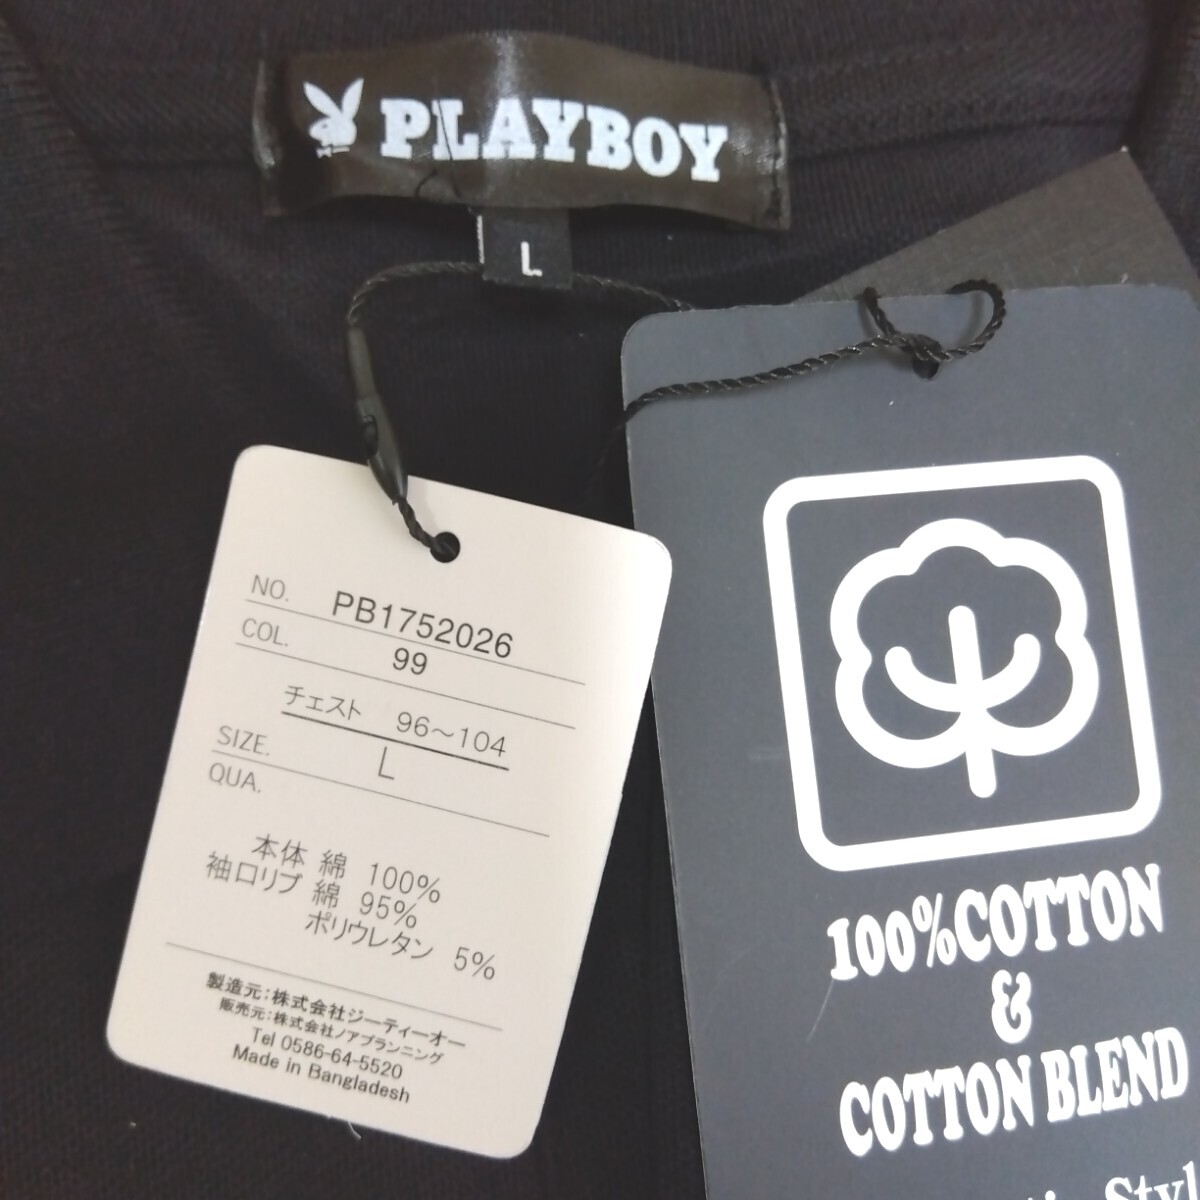 PLAYBOY
L
NO. PB1752026
COL. 99
チェスト 96～104
SIZE. L
QUA.
本体 綿 100%
袖口リブ 綿 95%
ポリウレタン 5%
製造元：株式会社ジーティーオー
販売元：株式会社ノアプランニング
Tel 0586-64-5520
Made in Bangladesh
100%COTTON
&
COTTON BLEND